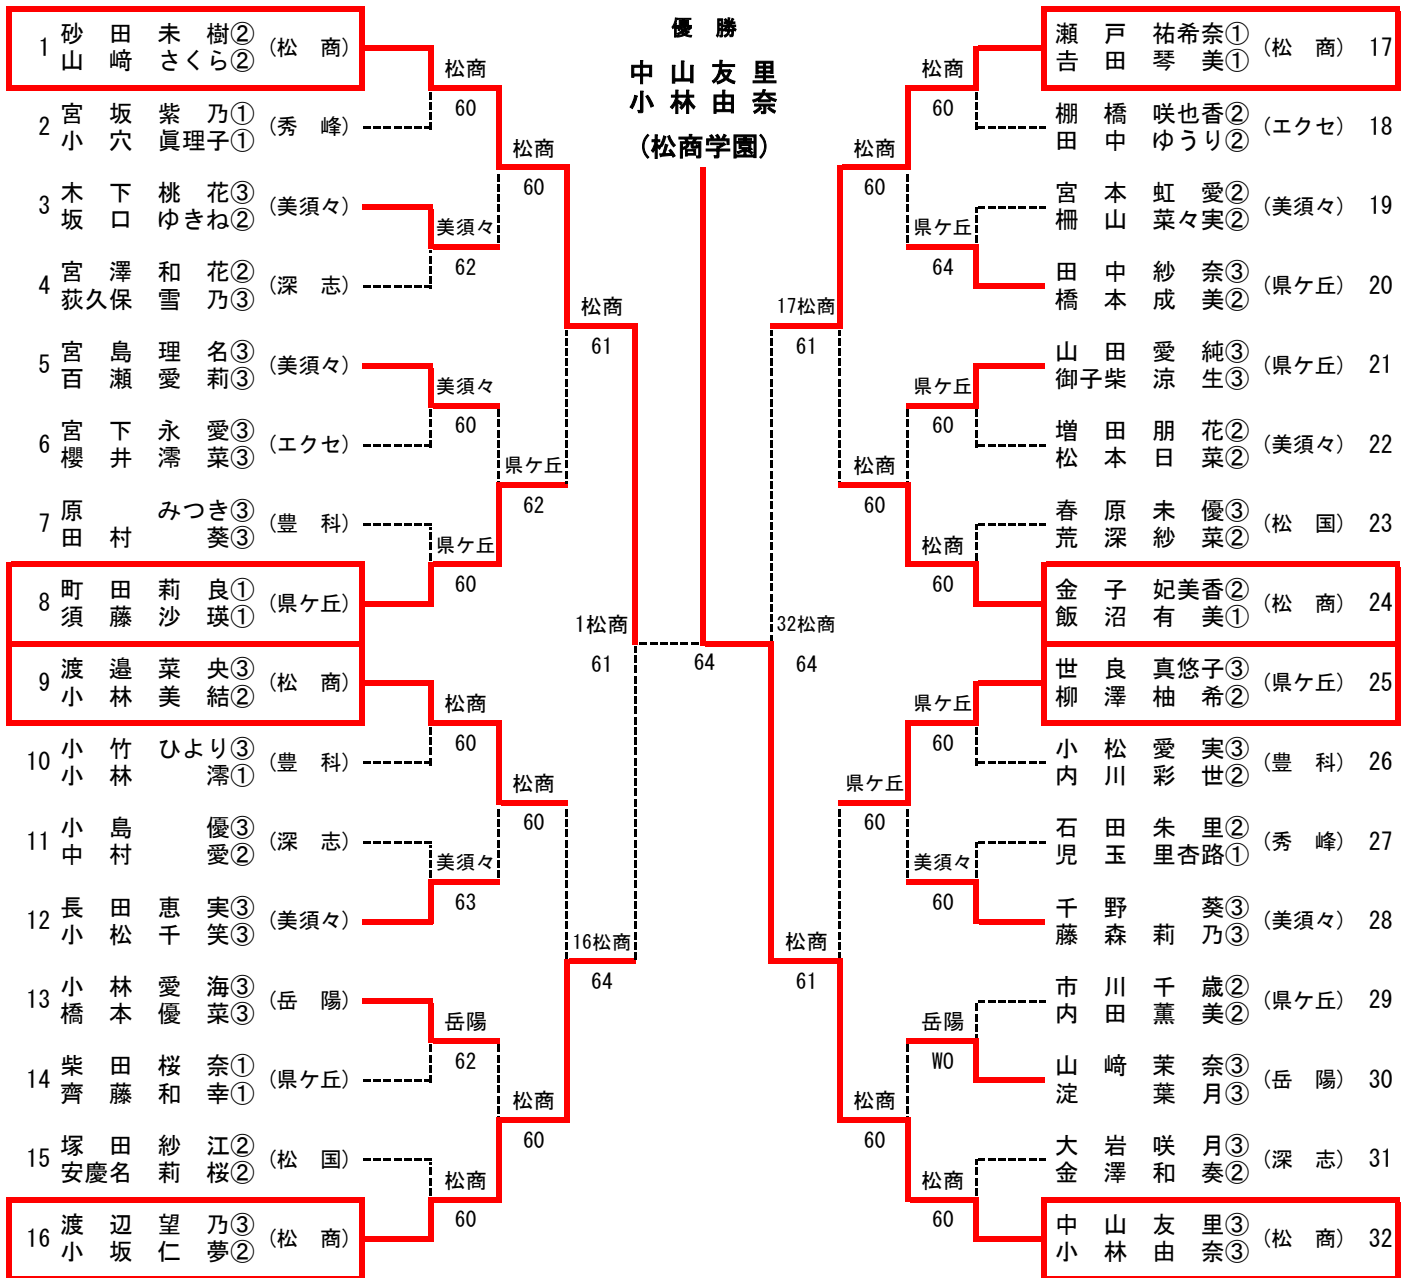 優 勝
中 山 友 里
小 林 由 奈
(松商学園)
1 砂 田 未 樹② (松 商)
山 﨑 さくら②
2 宮 坂 紫 乃① (秀 峰)
小 穴 眞理子①
3 木 下 桃 花③ (美須々)
坂 口 ゆきね②
4 宮 澤 和 花② (深 志)
荻久保 雪 乃③
5 宮 島 理 名③ (美須々)
百 瀬 愛 莉③
6 宮 下 永 愛③ (エクセ)
櫻 井 澪 菜③
7 原 みつき③ (豊 科)
田 村 葵③
8 町 田 莉 良① (県ケ丘)
須 藤 沙 瑛①
9 渡 邉 菜 央③ (松 商)
小 林 美 結②
10 小 竹 ひより③ (豊 科)
小 林 澪①
11 小 島 優③ (深 志)
中 村 愛②
12 長 田 恵 実③ (美須々)
小 松 千 笑③
13 小 林 愛 海③ (岳 陽)
橋 本 優 菜③
14 柴 田 桜 奈① (県ケ丘)
齊 藤 和 幸①
15 塚 田 紗 江② (松 国)
安慶名 莉 桜②
16 渡 辺 望 乃③ (松 商)
小 坂 仁 夢②
松商
60
美須々
62
美須々
60
県ケ丘
60
松商
60
美須々
63
岳陽
62
松商
60
松商
60
県ケ丘
62
松商
60
松商
60
松商
61
16松商
64
1松商
61
64
32松商
64
17松商
61
松商
61
松商
60
松商
60
県ケ丘
60
松商
60
松商
60
県ケ丘
64
県ケ丘
60
松商
60
県ケ丘
60
美須々
60
岳陽
WO
松商
60
瀬 戸 祐希奈① (松 商) 17
𠮷 田 琴 美①
棚 橋 咲也香② (エクセ) 18
田 中 ゆうり②
宮 本 虹 愛② (美須々) 19
柵 山 菜々実②
田 中 紗 奈③ (県ケ丘) 20
橋 本 成 美②
山 田 愛 純③ (県ケ丘) 21
御子柴 涼 生③
増 田 朋 花② (美須々) 22
松 本 日 菜②
春 原 未 優③ (松 国) 23
荒 深 紗 菜②
金 子 妃美香② (松 商) 24
飯 沼 有 美①
世 良 真悠子③ (県ケ丘) 25
柳 澤 柚 希②
小 松 愛 実③ (豊 科) 26
内 川 彩 世②
石 田 朱 里② (秀 峰) 27
児 玉 里杏路①
千 野 葵③ (美須々) 28
藤 森 莉 乃③
市 川 千 歳② (県ケ丘) 29
内 田 薫 美②
山 﨑 茉 奈③ (岳 陽) 30
淀 葉 月③
大 岩 咲 月③ (深 志) 31
金 澤 和 奏②
中 山 友 里③ (松 商) 32
小 林 由 奈③